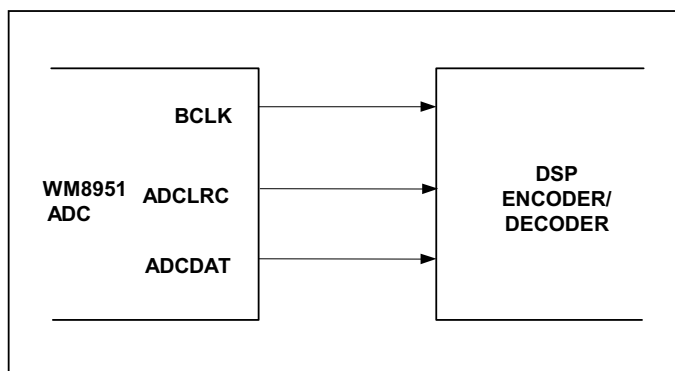 BCLK
WM8951
ADC
ADCLRC
ADCDAT
DSP
ENCODER/
DECODER